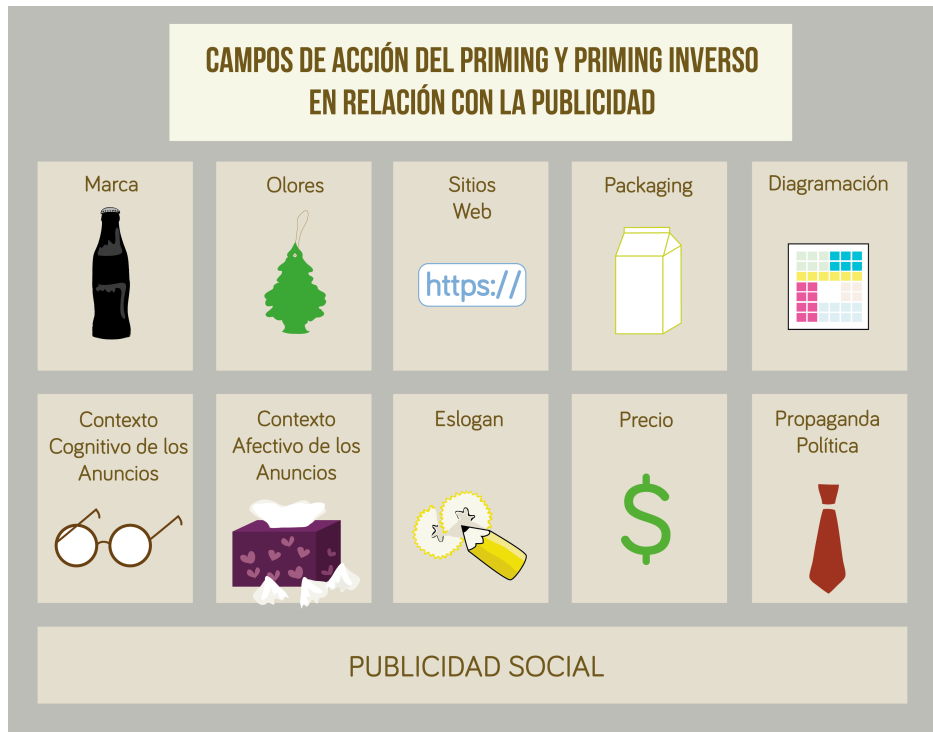 CAMPOS DE ACCIÓN DEL PRIMING Y PRIMING INVERSO
EN RELACIÓN CON LA PUBLICIDAD
Marca
Olores
Sitios
Web
https://
Packaging
Diagramación
Contexto
Cognitivo de los
Anuncios
Contexto
Afectivo de los
Anuncios
Eslogan
Precio
$
Propaganda
Política
PUBLICIDAD SOCIAL